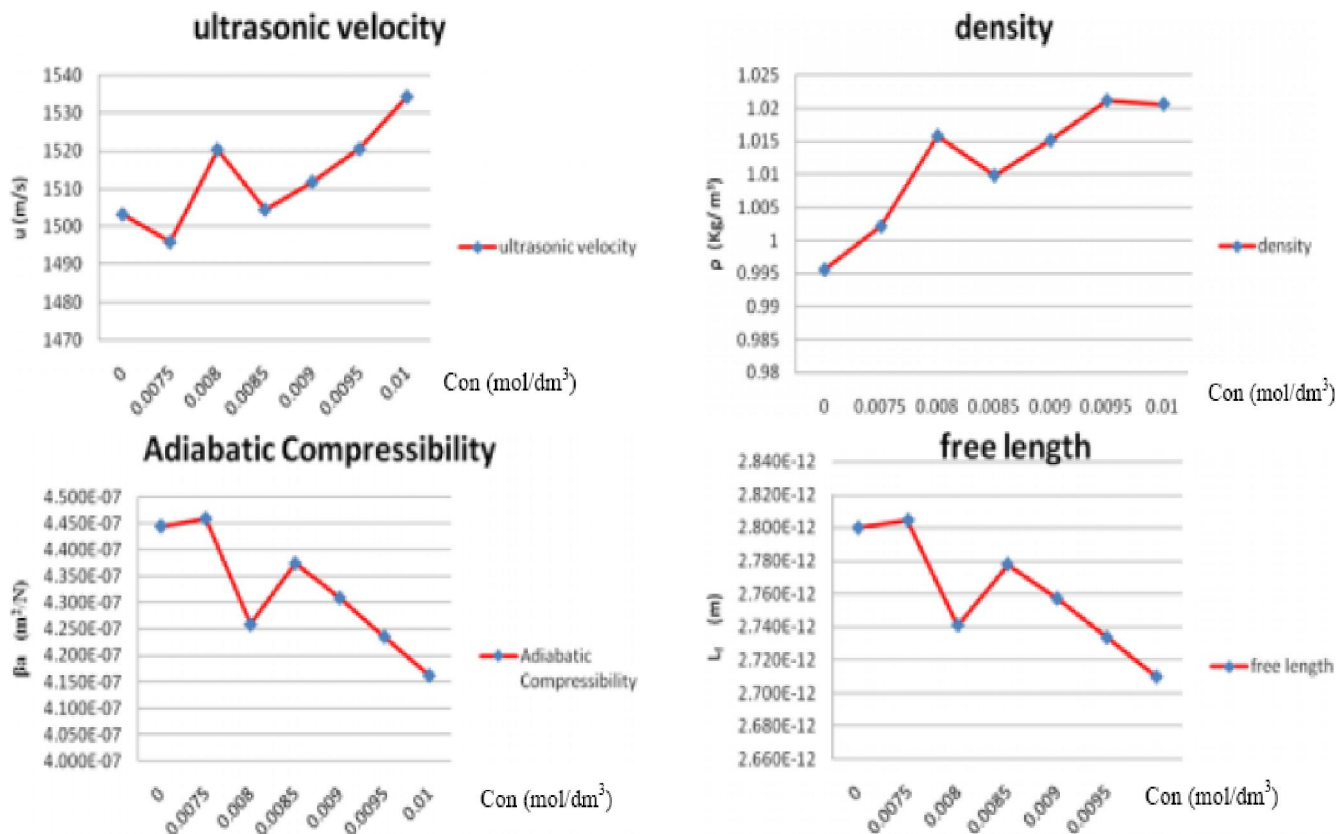 ultrasonic velocity
1540
1530
1520
1510
1500
1490
1480
1470
u (m/s)
ultrasonic velocity
0
0.0075
0.008
0.0085
0.009
0.0095
0.01
Con (mol/dm³)
density
1.025
1.02
1.015
1.01
1.005
1
0.995
0.99
0.985
0.98
ρ (Kg/ m³)
density
0 0.0075 0.008 0.0085 0.009 0.0095 0.01
Con (mol/dm³)
Adiabatic Compressibility
4.500E-07
4.450E-07
4.400E-07
4.350E-07
4.300E-07
4.250E-07
4.200E-07
4.150E-07
4.100E-07
4.050E-07
4.000E-07
βa (m²/N)
Adiabatic
Compressibility
0
0.0075
0.008
0.0085
0.009
0.0095
0.01
Con (mol/dm³)
free length
2.840E-12
2.820E-12
2.800E-12
2.780E-12
2.760E-12
2.740E-12
2.720E-12
2.700E-12
2.680E-12
2.660E-12
(m)
free length
0
0.0075
0.008
0.0085
0.009
0.0095
Con (mol/dm³)